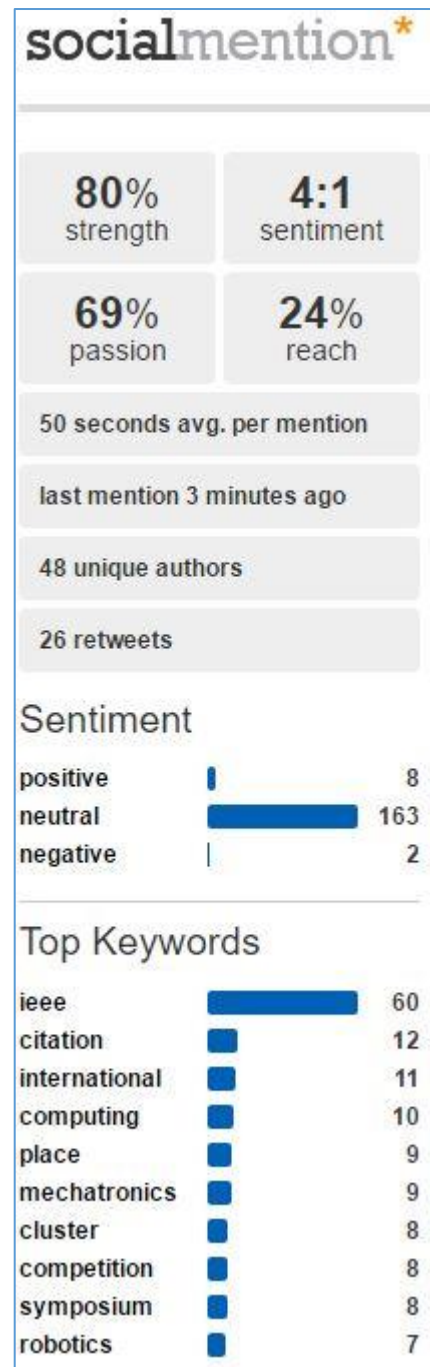 socialmention*
80% 4:1
strength sentiment
69% 24%
passion reach
50 seconds avg. per mention
last mention 3 minutes ago
48 unique authors
26 retweets
Sentiment
positive 8
neutral 163
negative 2
Top Keywords
ieee 60
citation 12
international 11
computing 10
place 9
mechatronics 9
cluster 8
competition 8
symposium 8
robotics 7